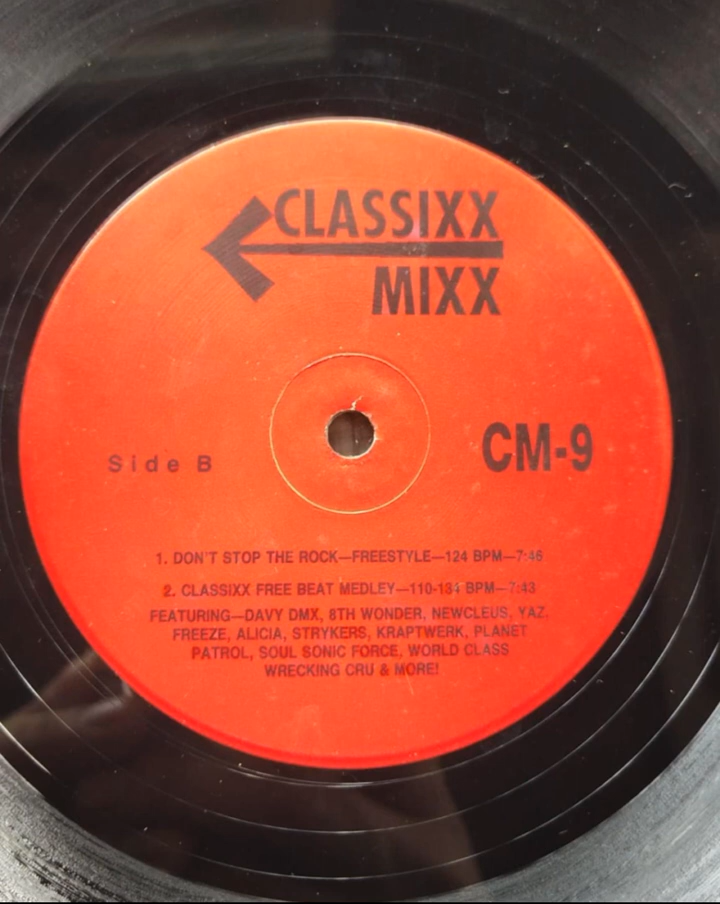 CLASSIXX
MIXX
Side B
CM-9
1. DON'T STOP THE ROCK—FREESTYLE—124 BPM—7:46
2. CLASSIXX FREE BEAT MEDLEY—110-134 BPM—7:43
FEATURING—DAVY DMX, 8TH WONDER, NEWCLEUS, YAZ.
FREEZE, ALICIA, STRYKERS, KRAPTWERK, PLANET
PATROL, SOUL SONIC FORCE, WORLD CLASS
WRECKING CRU & MORE!